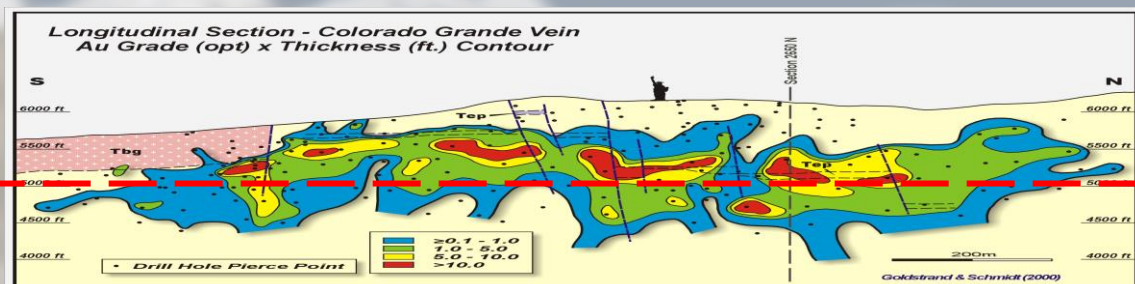 Longitudinal Section - Colorado Grande Vein
Au Grade (opt) x Thickness (ft.) Contour
S
N
Section 2650 N
6000 ft
6000 ft
Tep
Tbg
5500 ft
5500 ft
Tep
4500 ft
4500 ft
4000 ft
4000 ft
≥0.1 - 1.0
1.0 - 5.0
5.0 - 10.0
>10.0
• Drill Hole Pierce Point
200m
Goldstrand & Schmidt (2000)